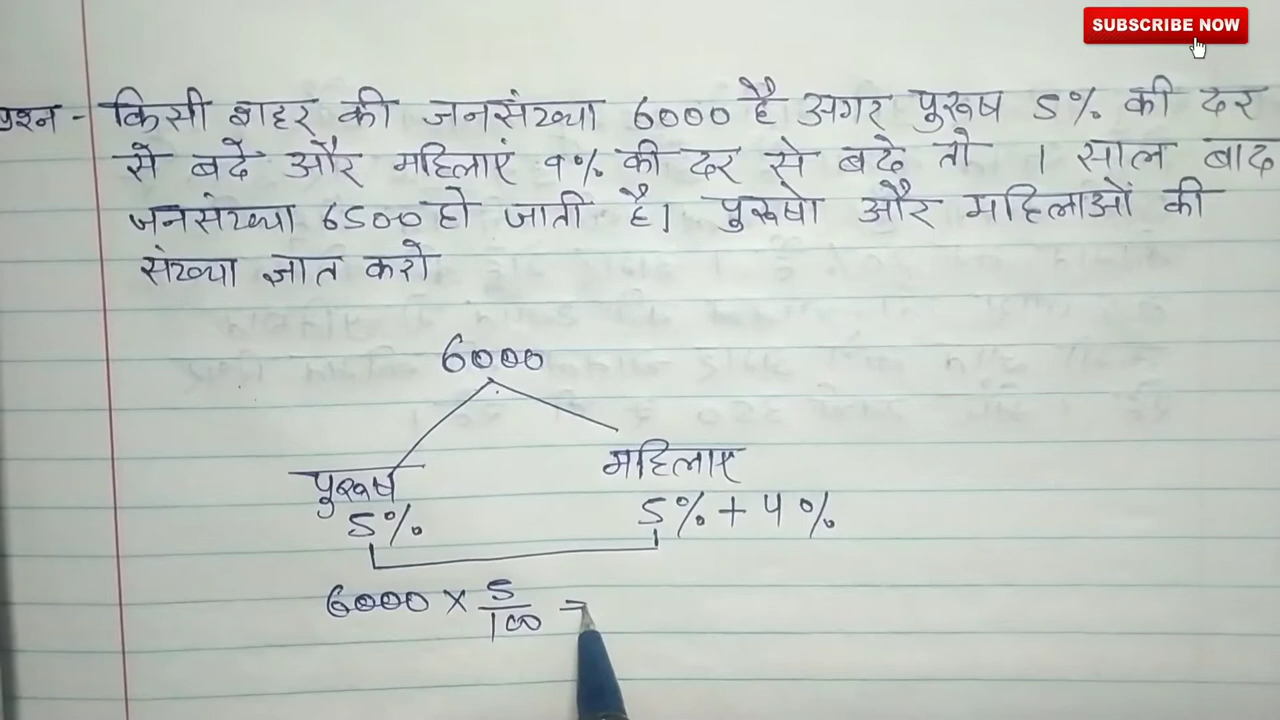 SUBSCRIBE NOW
प्रश्न - किसी शहर की जनसंख्या 6000 है अगर पुरूष 5% की दर
से बढे और महिलाएं 9% की दर से बढे तो 1 साल बाद
जनसंख्या 6500 हो जाती है। पुरूषो और महिलाओं की
संख्या ज्ञात करो
6000
पुरूष महिलाए
5% 5% + 4%
6000 × 5/100 =